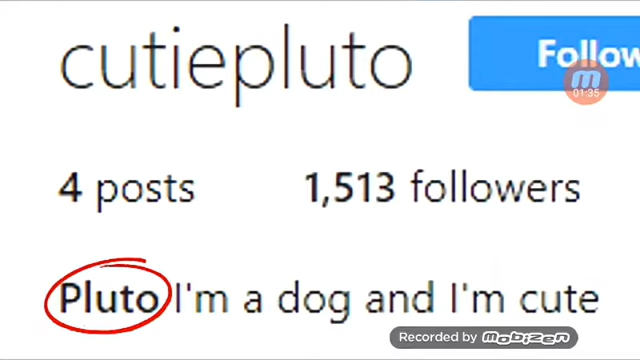 cutiepluto
Follow
01:35
4 posts 1,513 followers
Pluto I'm a dog and I'm cute
Recorded by MOBIZEN